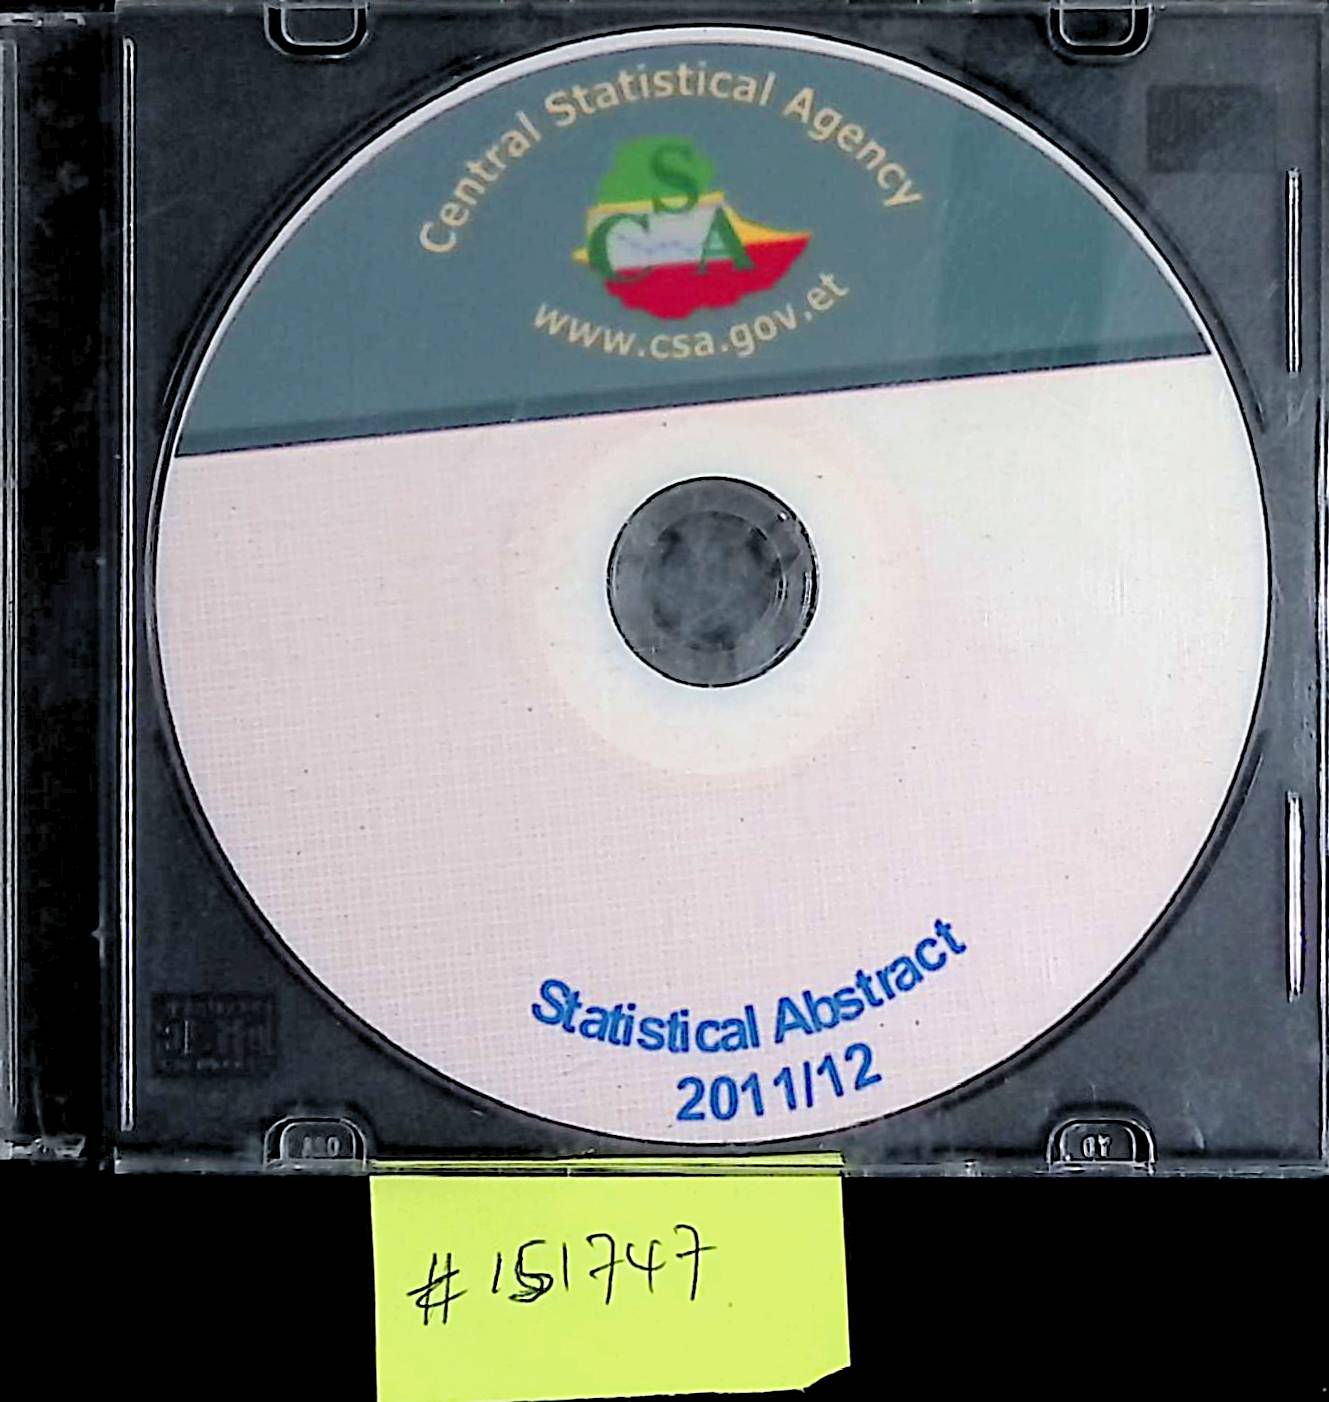 Central Statistical Agency
CSA
www.csa.gov.et
Statistical Abstract
2011/12
#151747